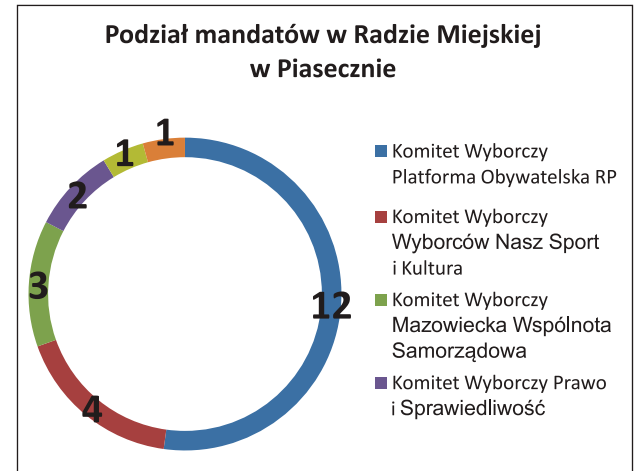 Podział mandatów w Radzie Miejskiej
w Piasecznie
1
1
2
3
4
12
Komitet Wyborczy
Platforma Obywatelska RP
Komitet Wyborczy
Wyborców Nasz Sport
i Kultura
Komitet Wyborczy
Mazowiecka Wspólnota
Samorządowa
Komitet Wyborczy Prawo
i Sprawiedliwość